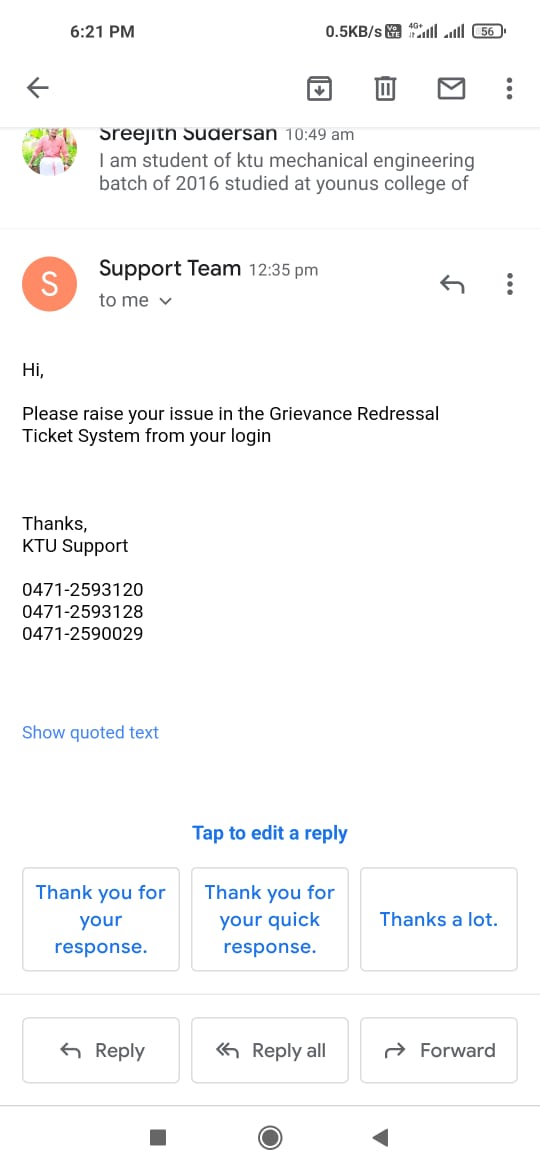 6:21 PM 0.5KB/s Vo LTE 4G+ 56
Sreejith Sudersan 10:49 am
I am student of ktu mechanical engineering
batch of 2016 studied at younus college of
S
Support Team 12:35 pm
to me
Hi,
Please raise your issue in the Grievance Redressal
Ticket System from your login
Thanks,
KTU Support
0471-2593120
0471-2593128
0471-2590029
Show quoted text
Tap to edit a reply
Thank you for
your
response.
Thank you for
your quick
response.
Thanks a lot.
Reply Reply all Forward